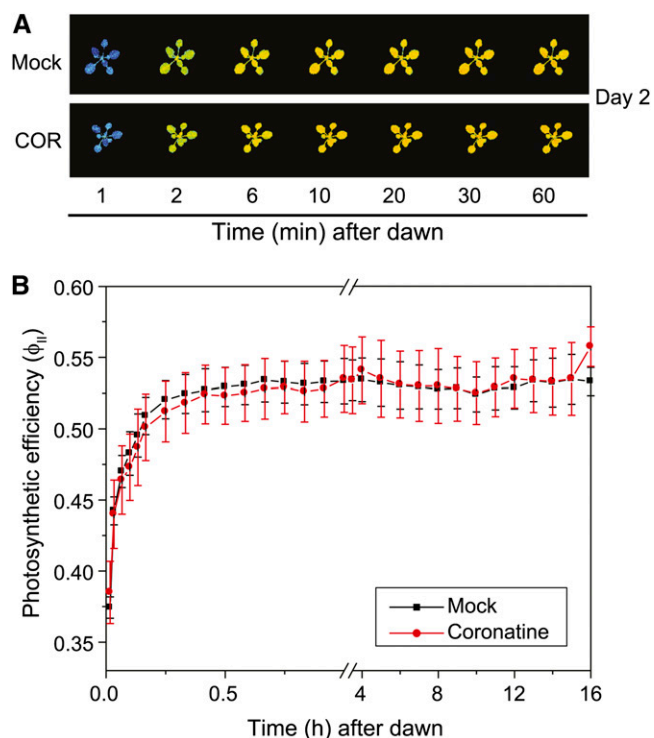 A
Mock
COR
Day 2
1 2 6 10 20 30 60
Time (min) after dawn
B
Photosynthetic efficiency (ϕII)
0.60
0.55
0.50
0.45
0.40
0.35
Mock
Coronatine
0.0 0.5 4 8 12 16
Time (h) after dawn